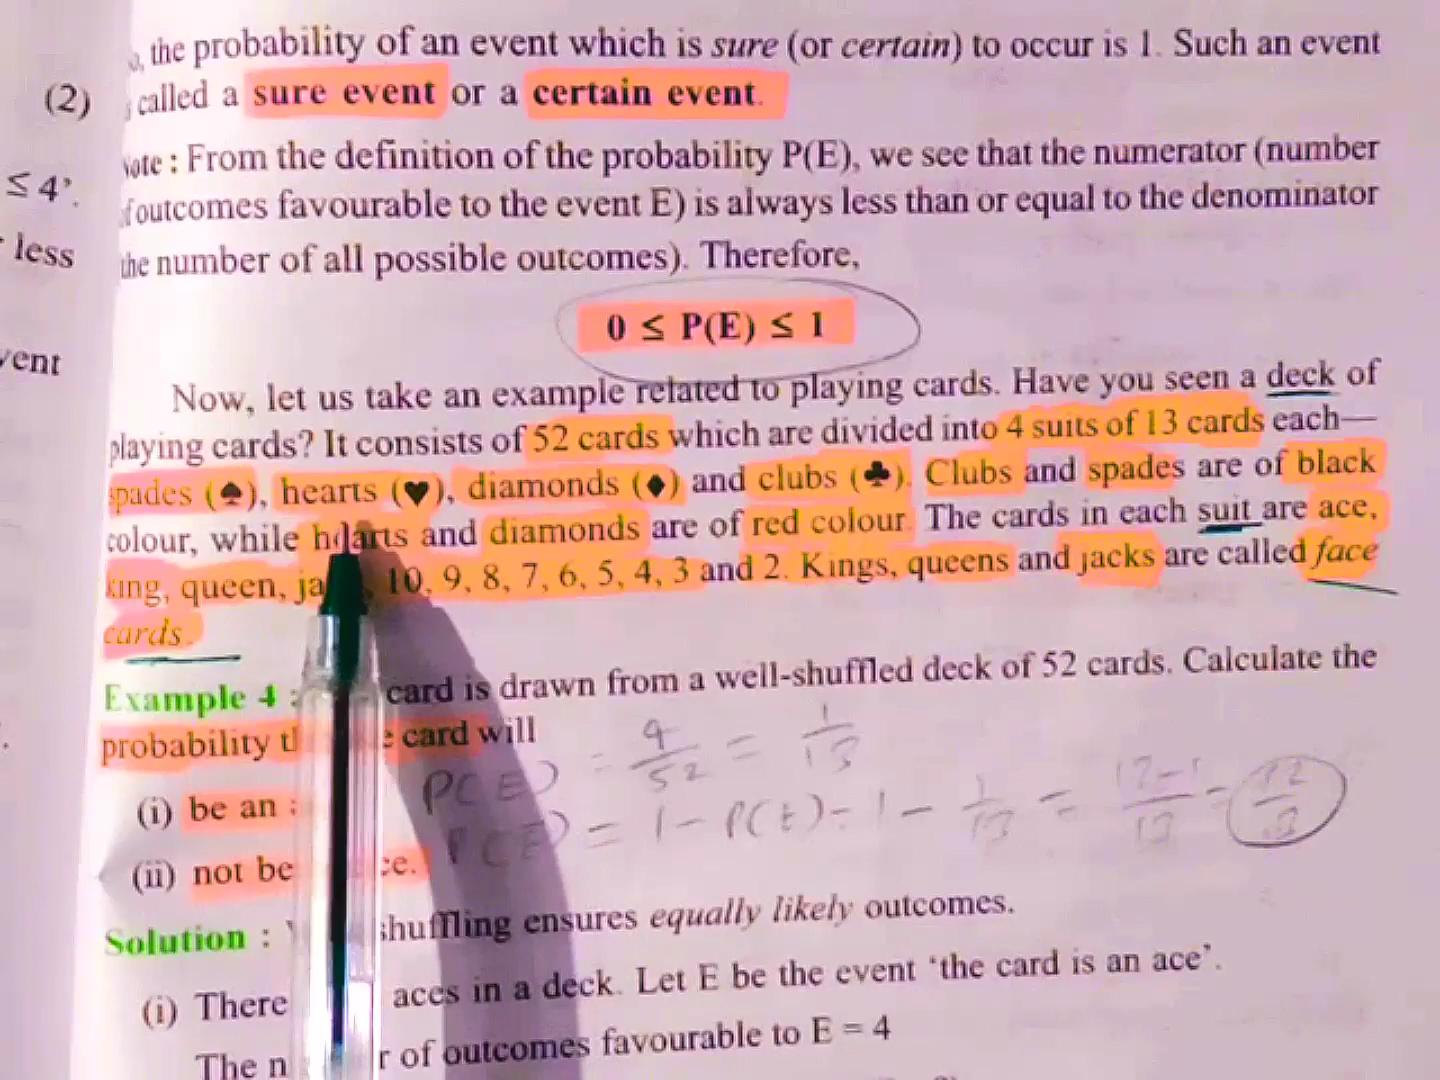 , the probability of an event which is sure (or certain) to occur is 1. Such an event
(2)
called a sure event or a certain event.
ote : From the definition of the probability P(E), we see that the numerator (number
≤ 4’.
f outcomes favourable to the event E) is always less than or equal to the denominator
less
the number of all possible outcomes). Therefore,
0 ≤ P(E) ≤ 1
vent
Now, let us take an example related to playing cards. Have you seen a deck of
playing cards? It consists of 52 cards which are divided into 4 suits of 13 cards each—
spades (♠), hearts (♥), diamonds (♦) and clubs (♣). Clubs and spades are of black
colour, while hearts and diamonds are of red colour. The cards in each suit are ace,
king, queen, ja 10, 9, 8, 7, 6, 5, 4, 3 and 2. Kings, queens and jacks are called face
cards.
Example 4 : card is drawn from a well-shuffled deck of 52 cards. Calculate the
probability t card will
P(E) = 4/52 = 1/13
(i) be an
P(E) = 1 - P(E) = 1 - 1/13 = 13-1/13 = 12/13
(ii) not be ce.
Solution : shuffling ensures equally likely outcomes.
(i) There aces in a deck. Let E be the event ‘the card is an ace’.
The n r of outcomes favourable to E = 4